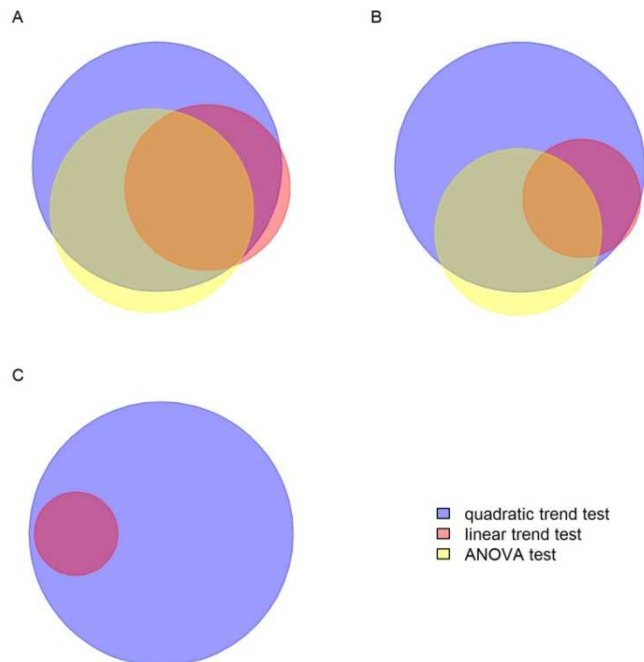 A
B
C
quadratic trend test
linear trend test
ANOVA test